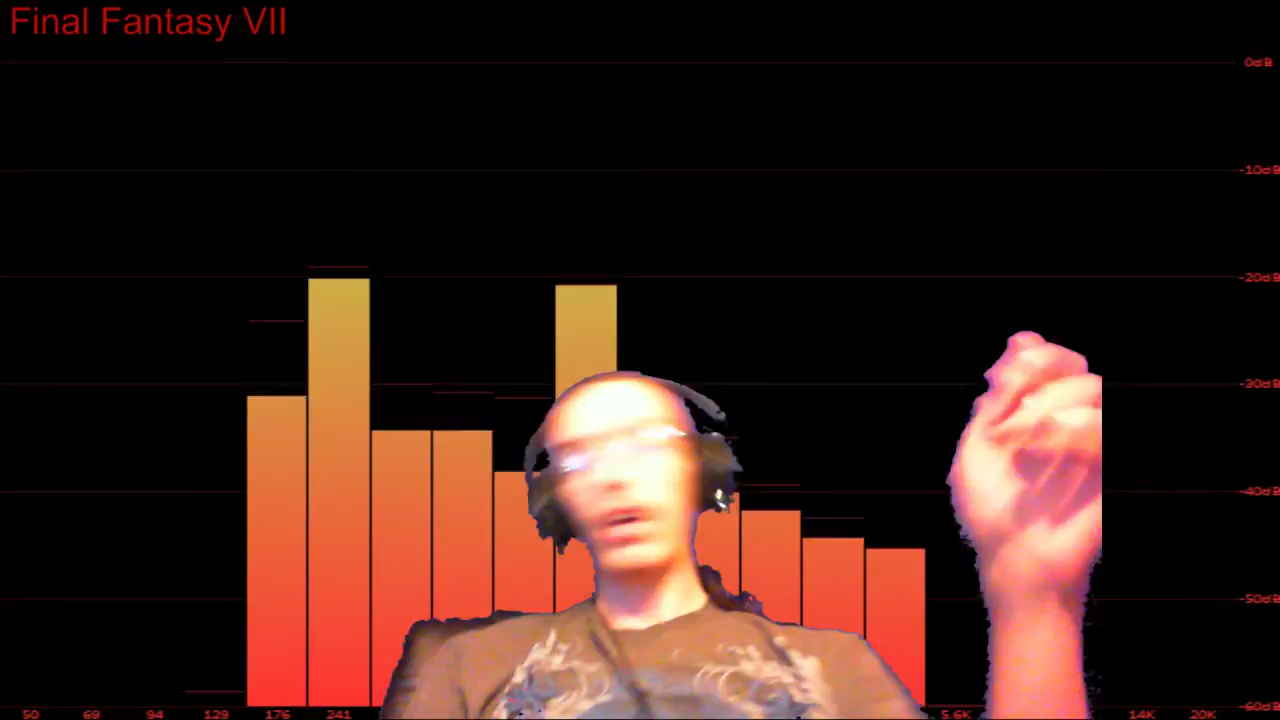 Final Fantasy VII
0dB
-10dB
-20dB
-30dB
-40dB
-50dB
-60dB
50 69 94 129 176 241 5.6K 14K 20K